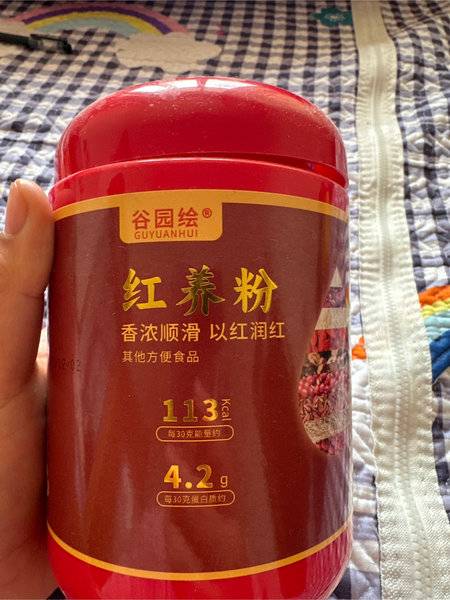 谷园绘®
GUYUANHUI
红养粉
香浓顺滑 以红润红
其他方便食品
113Kcal
每30克能量约
4.2g
每30克蛋白质约